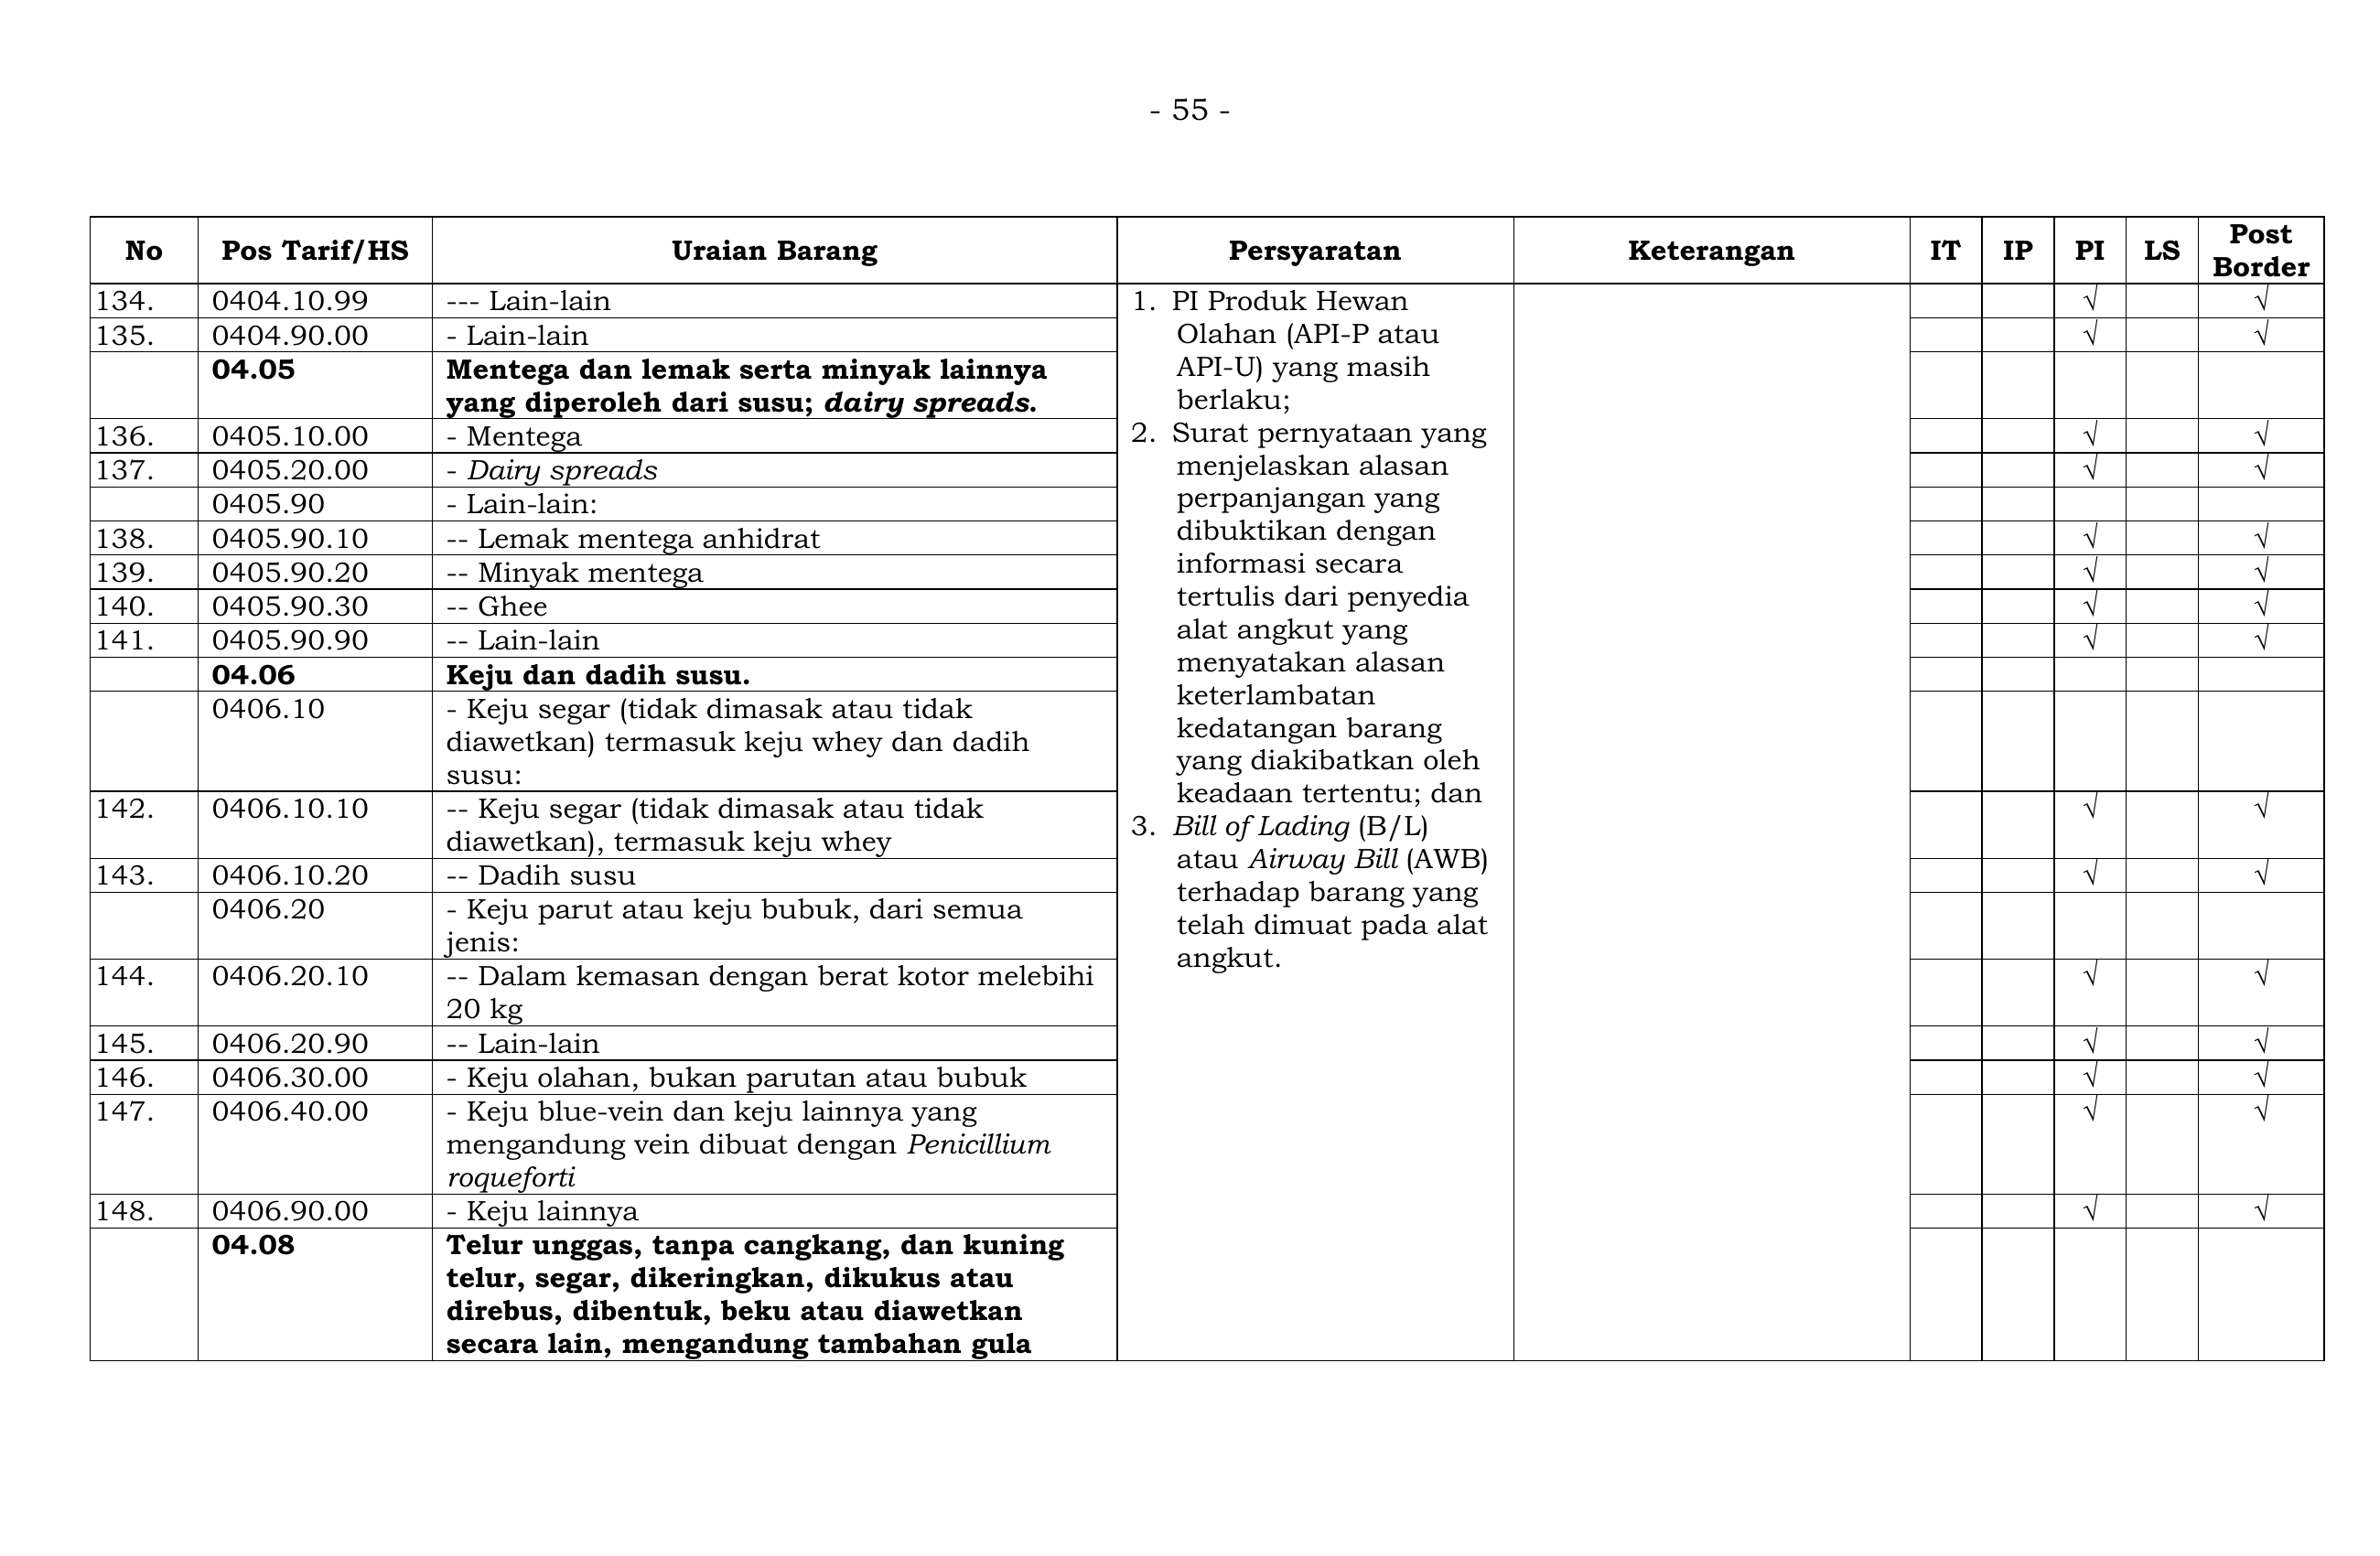 - 55 -
No Pos Tarif/HS Uraian Barang Persyaratan Keterangan IT IP PI LS Post Border
134. 0404.10.99 --- Lain-lain √ √
135. 0404.90.00 - Lain-lain √ √
04.05 Mentega dan lemak serta minyak lainnya
yang diperoleh dari susu; dairy spreads.
136. 0405.10.00 - Mentega √ √
137. 0405.20.00 - Dairy spreads √ √
0405.90 - Lain-lain:
138. 0405.90.10 -- Lemak mentega anhidrat √ √
139. 0405.90.20 -- Minyak mentega √ √
140. 0405.90.30 -- Ghee √ √
141. 0405.90.90 -- Lain-lain √ √
04.06 Keju dan dadih susu.
0406.10 - Keju segar (tidak dimasak atau tidak
diawetkan) termasuk keju whey dan dadih
susu:
142. 0406.10.10 -- Keju segar (tidak dimasak atau tidak √ √
diawetkan), termasuk keju whey
143. 0406.10.20 -- Dadih susu √ √
0406.20 - Keju parut atau keju bubuk, dari semua
jenis:
144. 0406.20.10 -- Dalam kemasan dengan berat kotor melebihi √ √
20 kg
145. 0406.20.90 -- Lain-lain √ √
146. 0406.30.00 - Keju olahan, bukan parutan atau bubuk √ √
147. 0406.40.00 - Keju blue-vein dan keju lainnya yang √ √
mengandung vein dibuat dengan Penicillium
roqueforti
148. 0406.90.00 - Keju lainnya √ √
04.08 Telur unggas, tanpa cangkang, dan kuning
telur, segar, dikeringkan, dikukus atau
direbus, dibentuk, beku atau diawetkan
secara lain, mengandung tambahan gula
1. PI Produk Hewan
Olahan (API-P atau
API-U) yang masih
berlaku;
2. Surat pernyataan yang
menjelaskan alasan
perpanjangan yang
dibuktikan dengan
informasi secara
tertulis dari penyedia
alat angkut yang
menyatakan alasan
keterlambatan
kedatangan barang
yang diakibatkan oleh
keadaan tertentu; dan
3. Bill of Lading (B/L)
atau Airway Bill (AWB)
terhadap barang yang
telah dimuat pada alat
angkut.